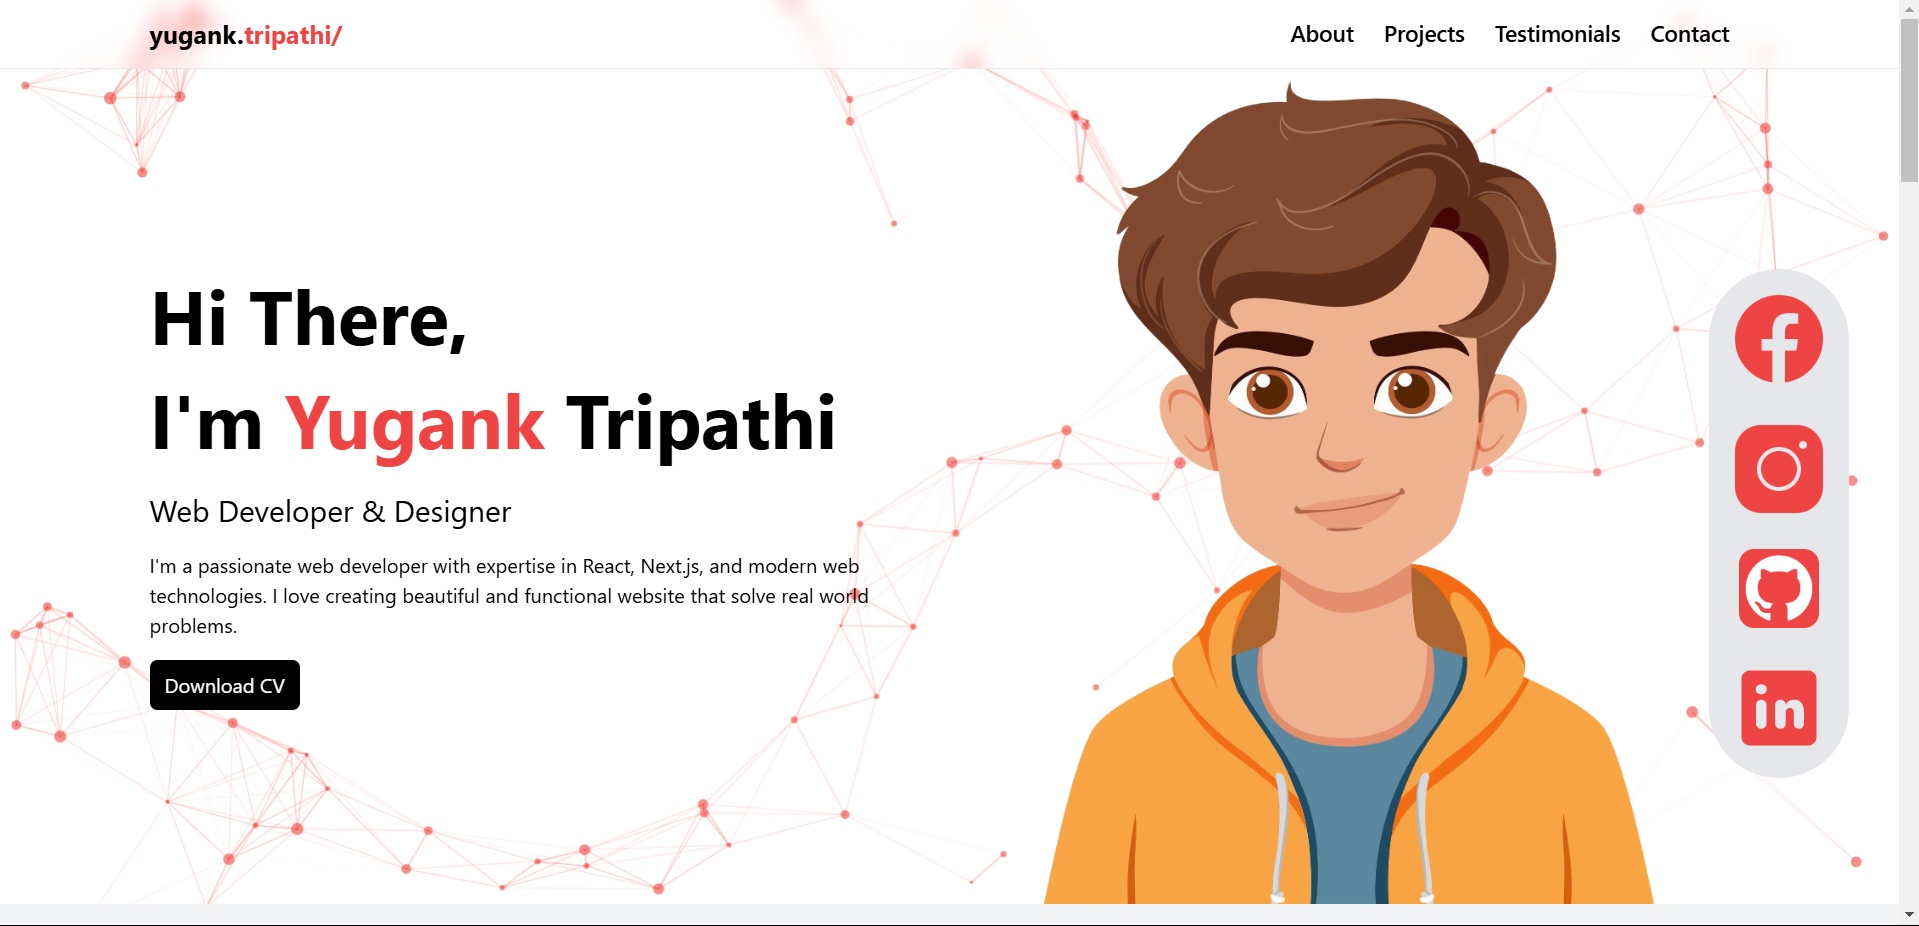 yugank.tripathi/
About Projects Testimonials Contact
Hi There,
I'm Yugank Tripathi
Web Developer & Designer
I'm a passionate web developer with expertise in React, Next.js, and modern web
technologies. I love creating beautiful and functional website that solve real world
problems.
Download CV
in